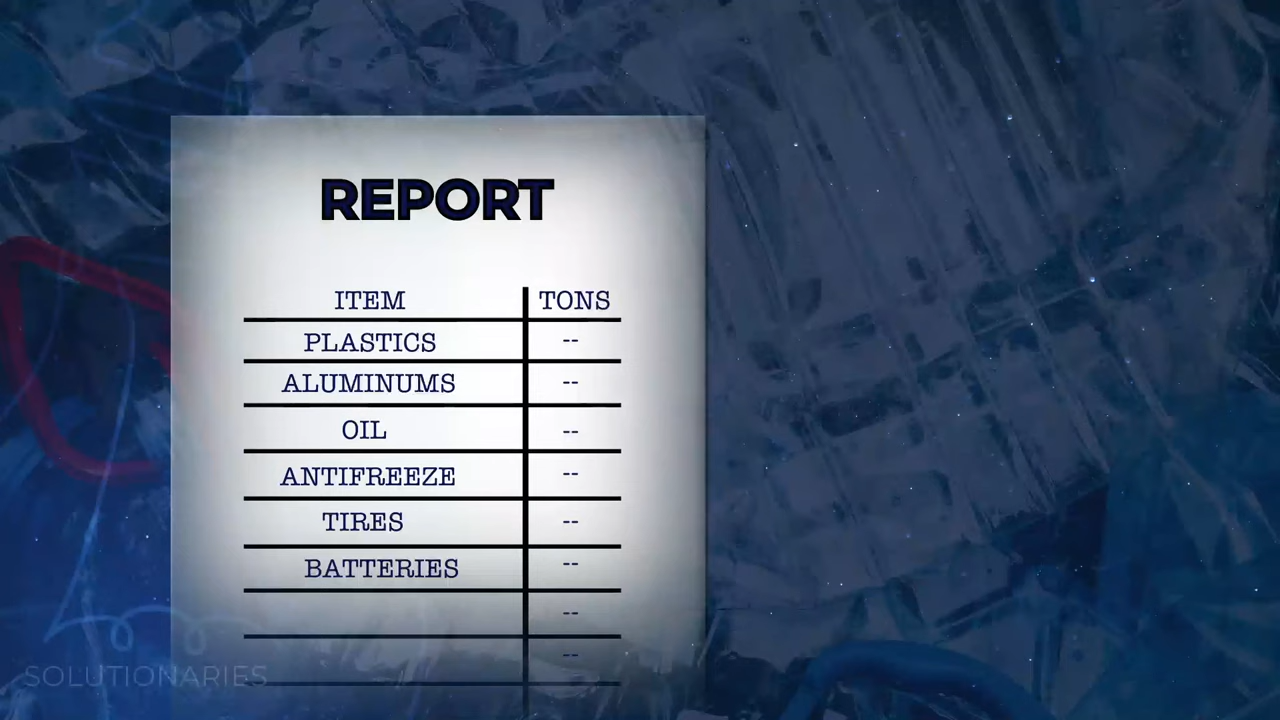 REPORT
ITEM TONS
PLASTICS --
ALUMINUMS --
OIL --
ANTIFREEZE --
TIRES --
BATTERIES --
--
--
SOLUTIONARIES